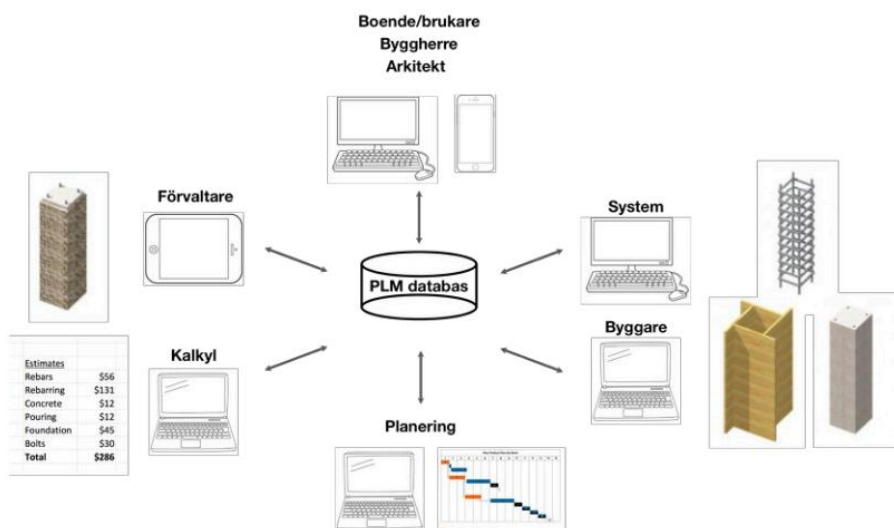 Boende/brukare
Byggherre
Arkitekt
Förvaltare
System
PLM databas
Kalkyl
Byggare
Estimates
Rebars $56
Rebarring $131
Concrete $12
Pouring $12
Foundation $45
Bolts $30
Total $286
Planering